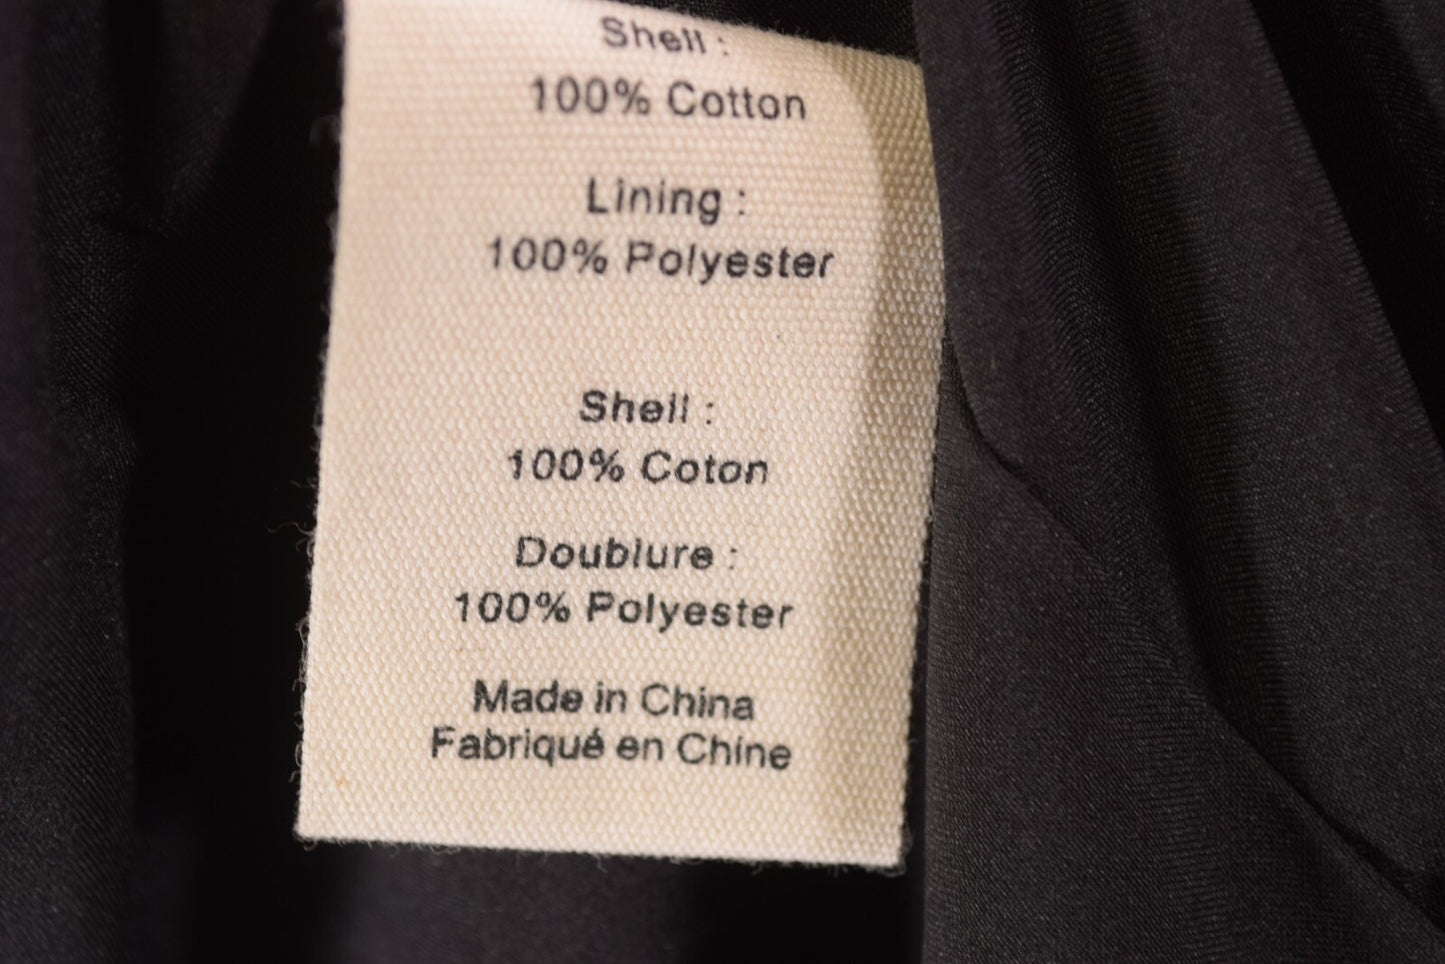 Shell :
100% Cotton
Lining :
100% Polyester
Shell :
100% Coton
Doublure :
100% Polyester
Made in China
Fabriqué en Chine